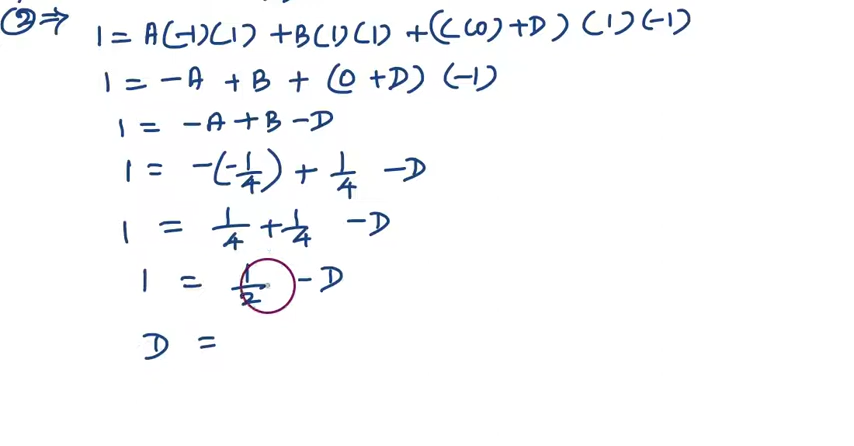 ② ⇒ 1 = A(-1)(1) + B(1)(1) + (C(0) + D) (1)(-1)
1 = -A + B + (0 + D) (-1)
1 = -A + B - D
1 = -(-1/4) + 1/4 - D
1 = 1/4 + 1/4 - D
1 = 1/2 - D
D =